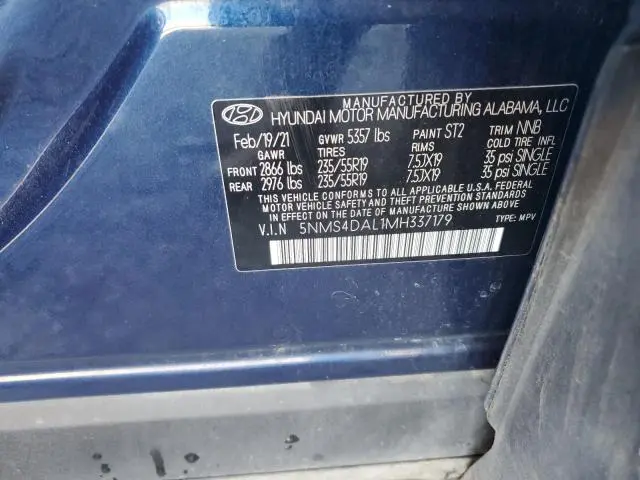 MANUFACTURED BY
HYUNDAI MOTOR MANUFACTURING ALABAMA, LLC
Feb/19/21 GVWR 5357 lbs PAINT ST2 TRIM NNB
GAWR TIRES RIMS COLD TIRE INFL
FRONT 2866 lbs 235/55R19 7.5JX19 35 psi SINGLE
REAR 2976 lbs 235/55R19 7.5JX19 35 psi SINGLE
THIS VEHICLE CONFORMS TO ALL APPLICABLE U.S.A. FEDERAL
MOTOR VEHICLE SAFETY AND THEFT PREVENTION STANDARDS
IN EFFECT ON THE DATE OF MANUFACTURE SHOWN ABOVE
V.I.N 5NMS4DAL1MH337179 TYPE: MPV